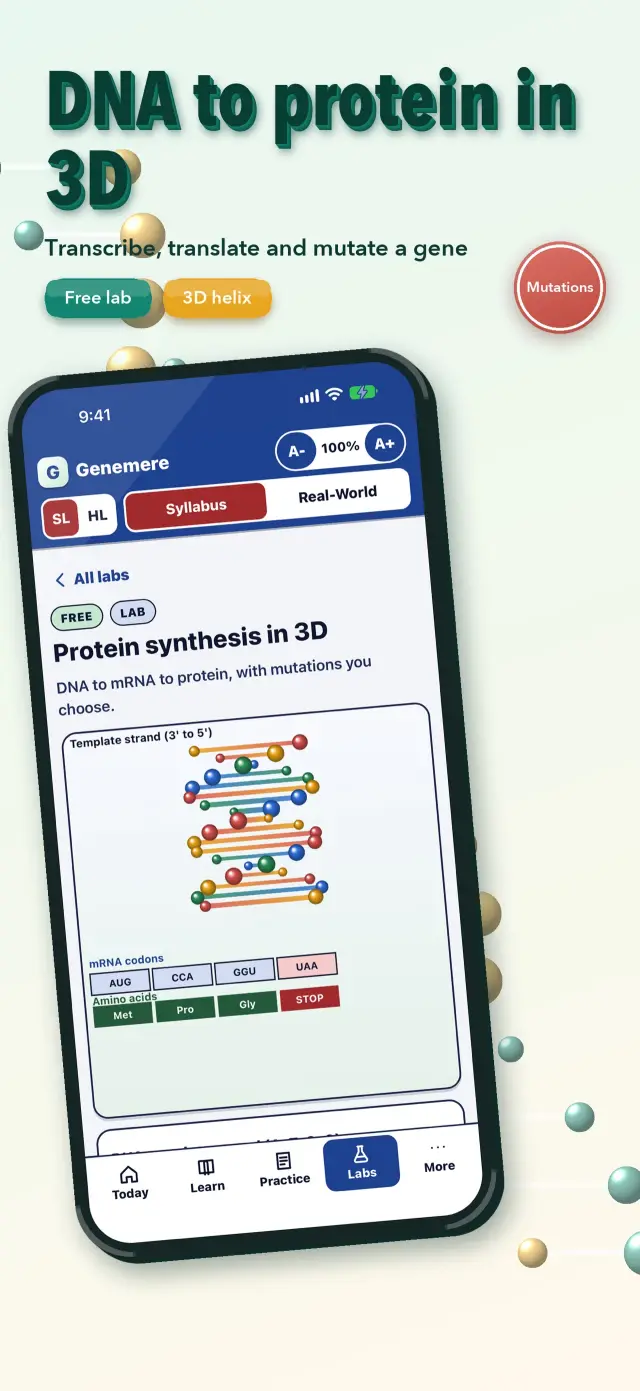 DNA to protein in
3D
Transcribe, translate and mutate a gene
Free lab
3D helix
Mutations
9:41
G Genemere
A- 100% A+
SL HL
Syllabus
Real-World
All labs
FREE
LAB
Protein synthesis in 3D
DNA to mRNA to protein, with mutations you
choose.
Template strand (3' to 5')
mRNA codons
AUG CCA GGU UAA
Amino acids
Met Pro Gly STOP
Today
Learn
Practice
Labs
More